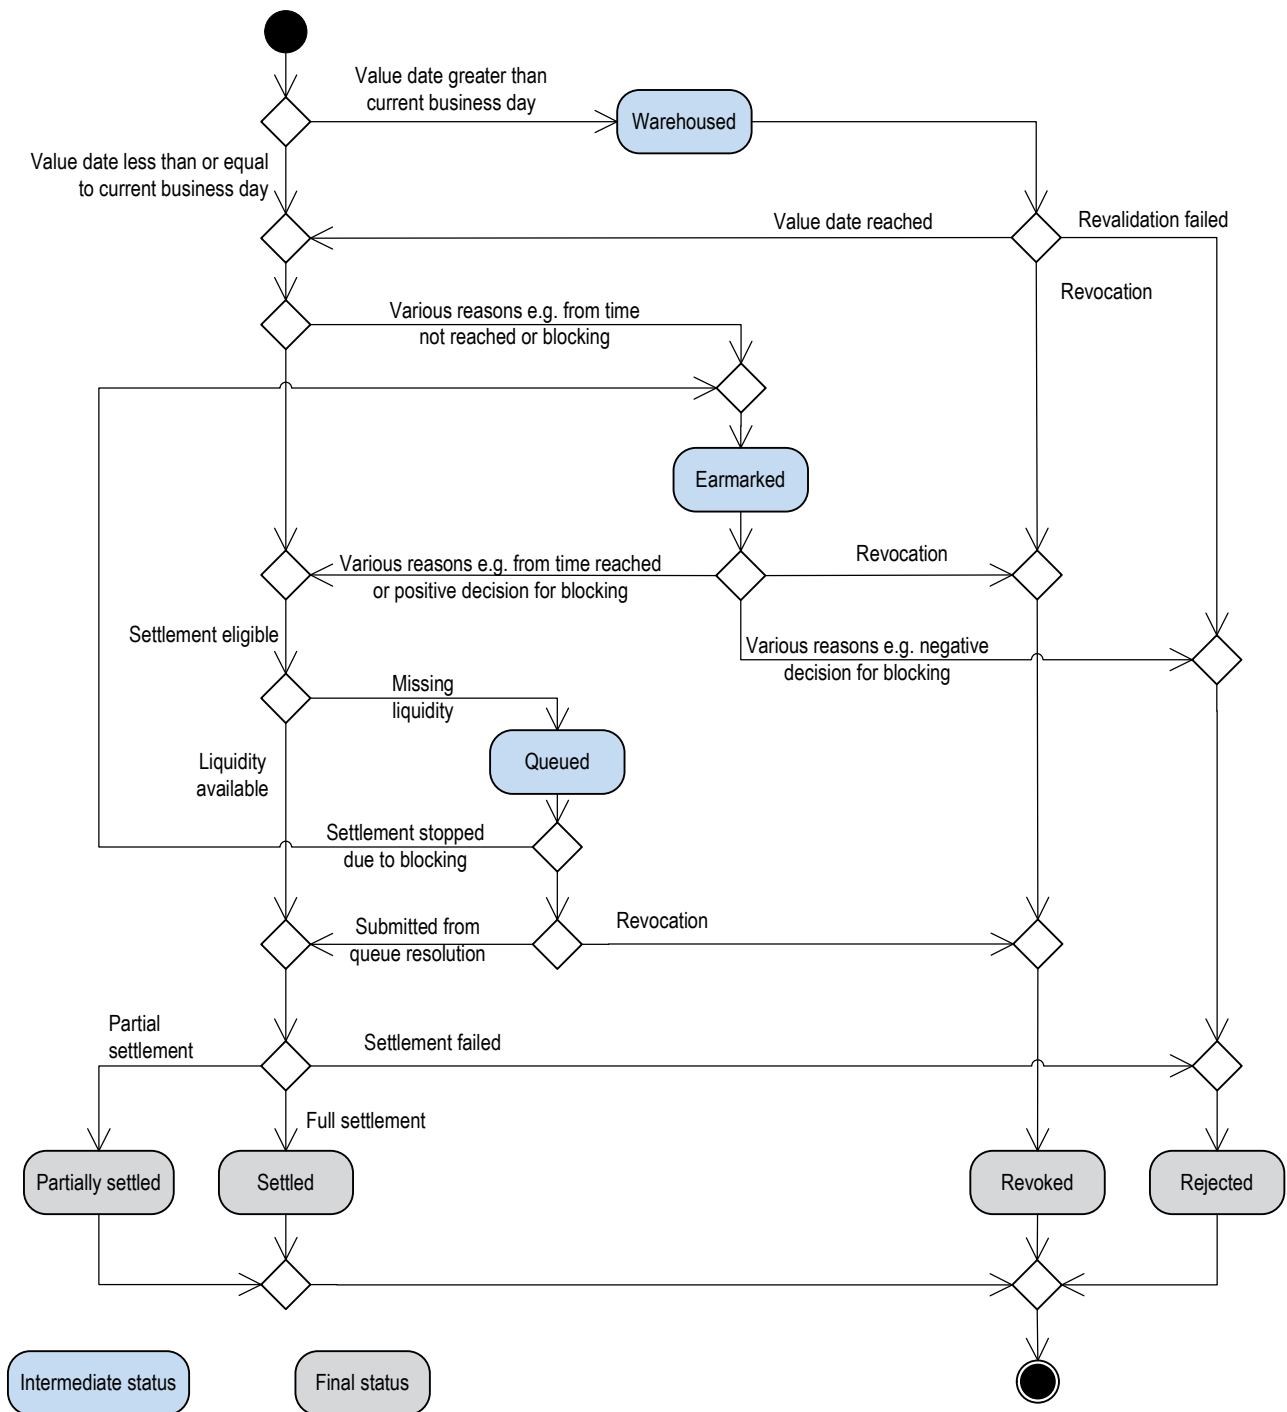 Value date greater than
current business day
Warehoused
Value date less than or equal
to current business day
Value date reached
Revalidation failed
Revocation
Various reasons e.g. from time
not reached or blocking
Earmarked
Various reasons e.g. from time reached
or positive decision for blocking
Revocation
Settlement eligible
Various reasons e.g. negative
decision for blocking
Missing
liquidity
Queued
Liquidity
available
Settlement stopped
due to blocking
Submitted from
queue resolution
Revocation
Partial
settlement
Settlement failed
Full settlement
Partially settled
Settled
Revoked
Rejected
Intermediate status
Final status